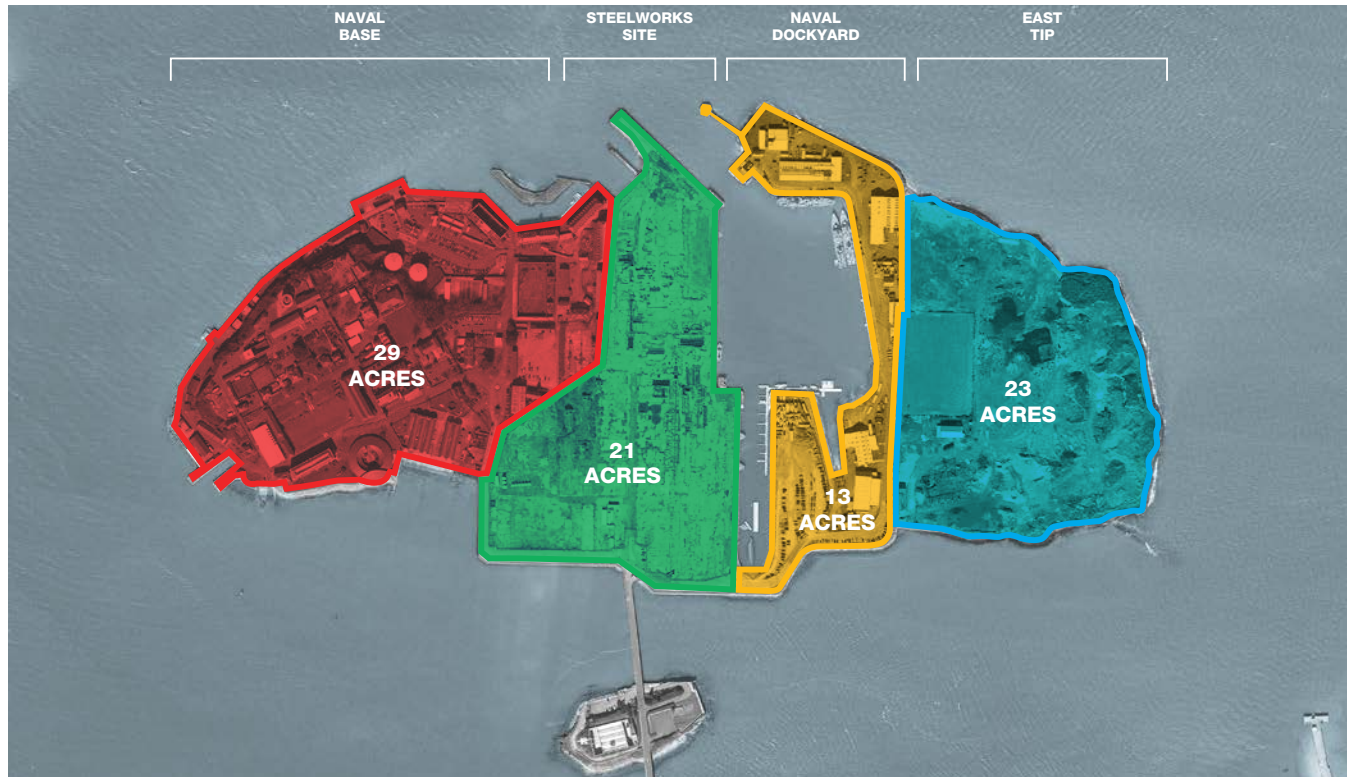 NAVAL
BASE
STEELWORKS
SITE
NAVAL
DOCKYARD
EAST
TIP
29
ACRES
21
ACRES
13
ACRES
23
ACRES